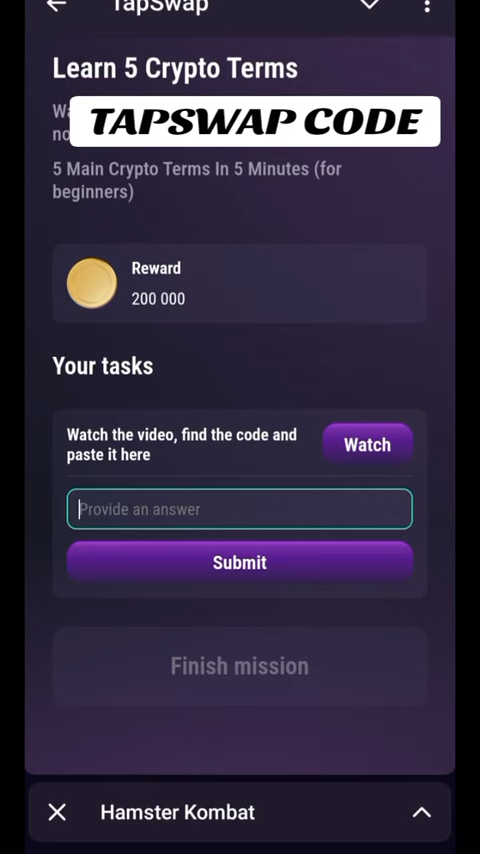 TapSwap
Learn 5 Crypto Terms
TAPSWAP CODE
5 Main Crypto Terms In 5 Minutes (for
beginners)
Reward
200 000
Your tasks
Watch the video, find the code and
paste it here
Watch
Provide an answer
Submit
Finish mission
Hamster Kombat